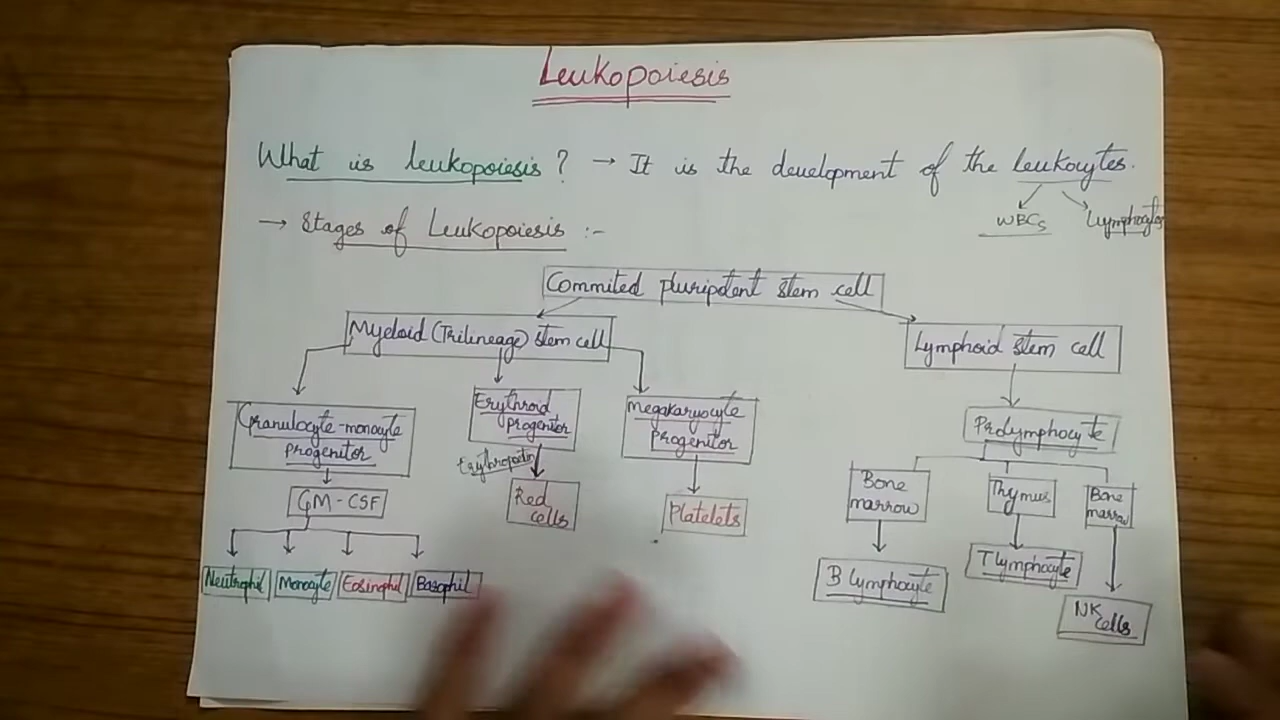 Leukopoiesis
What is leukopoiesis? → It is the development of the leukocytes.
WBCs
Lymphocytes
→ Stages of Leukopoiesis :-
Commited pluripotent stem cell
Myeloid (Trilineage) stem cell
Lymphoid stem cell
Granulocyte-monocyte
progenitor
Erythroid
progenitor
Megakaryocyte
progenitor
Prolymphocyte
GM-CSF
Erythropoetin
Red
cells
Platelets
Bone
marrow
Thymus
Bone
marrow
Neutrophil
Monocyte
Eosinophil
Basophil
B lymphocyte
T lymphocyte
NK
cells